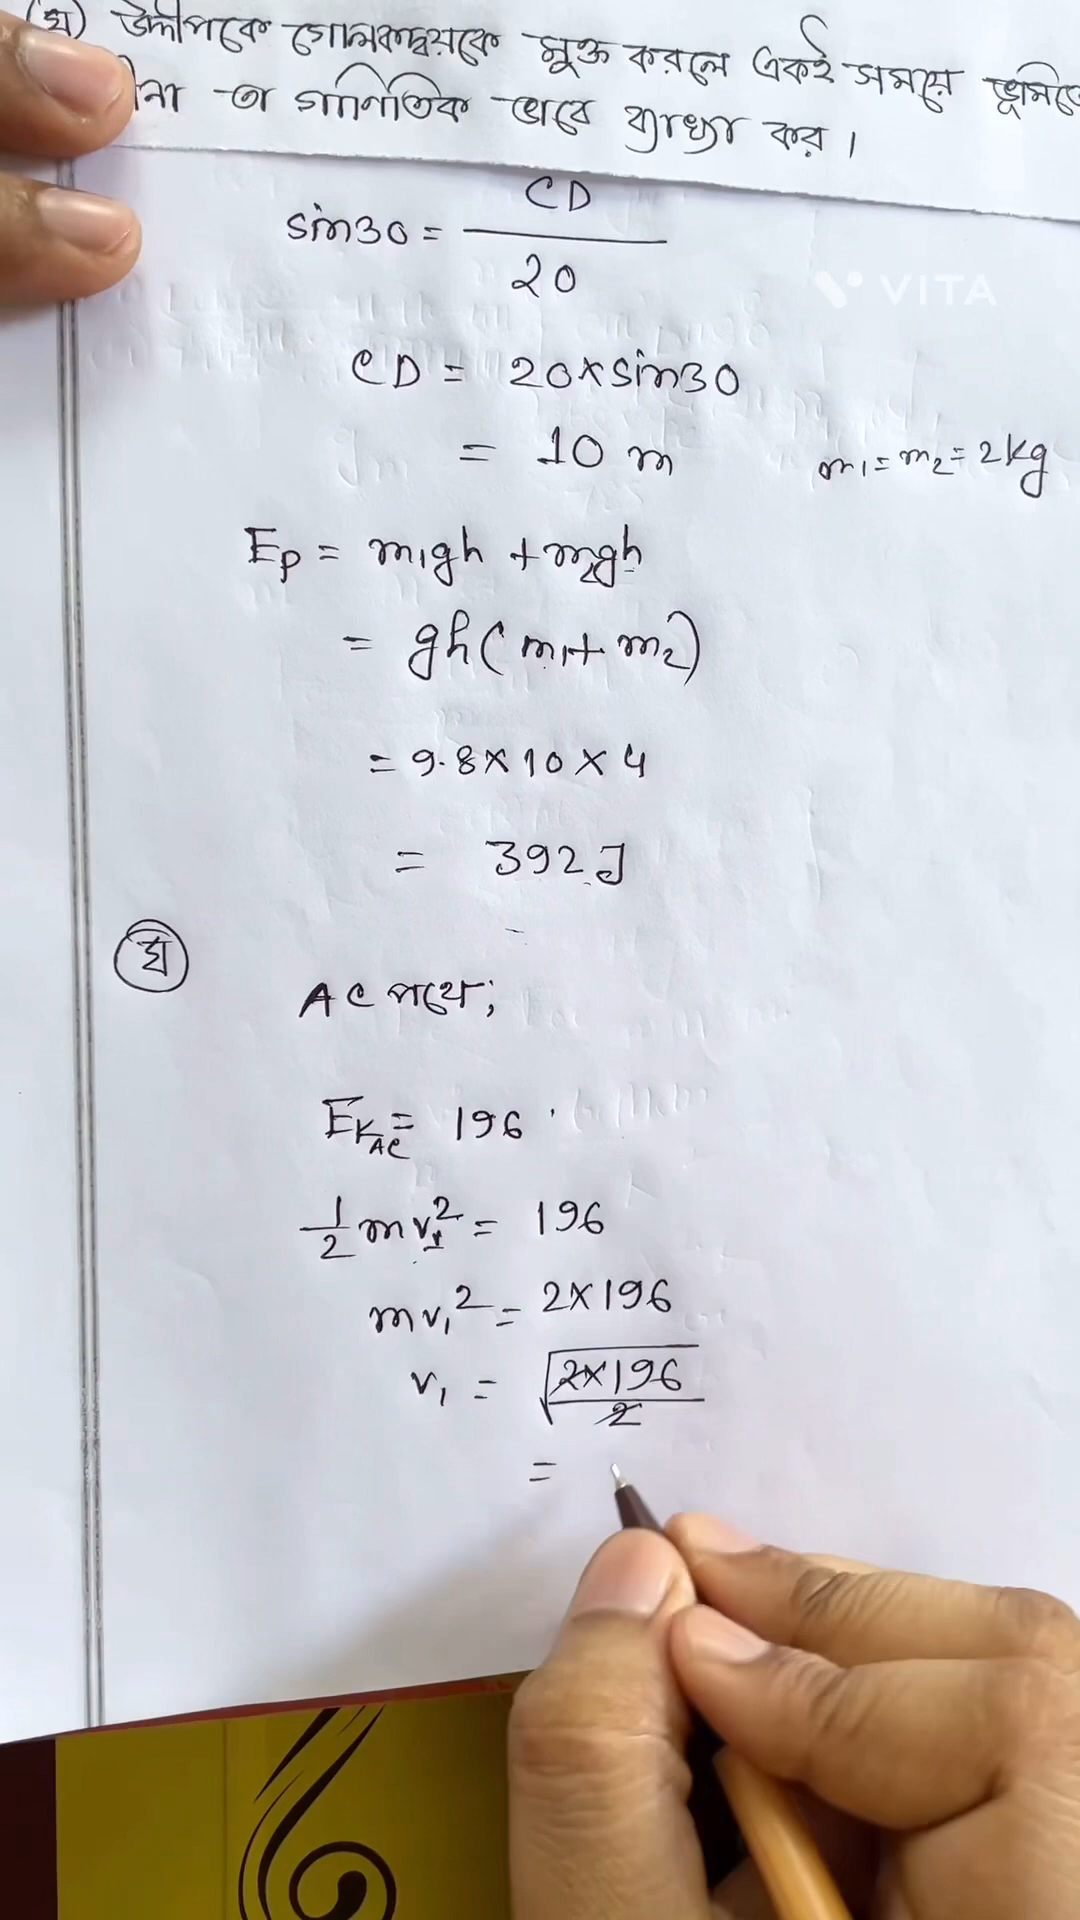 (ঘ) উদ্দীপকে গোলকদ্বয়কে মুক্ত করলে একই সময়ে ভূমিতে
না তা গাণিতিক ভাবে ব্যাখ্যা কর।
sin30 = CD / 20
VITA
CD = 20×sin30
= 10 m
m₁ = m₂ = 2kg
Ep = m₁gh + m₂gh
= gh(m₁+m₂)
= 9.8×10×4
= 392J
ঘ
AC পথে;
EK_AC = 196
1/2 mv₁² = 196
mv₁² = 2×196
v₁ = √(2×196 / 2)
=